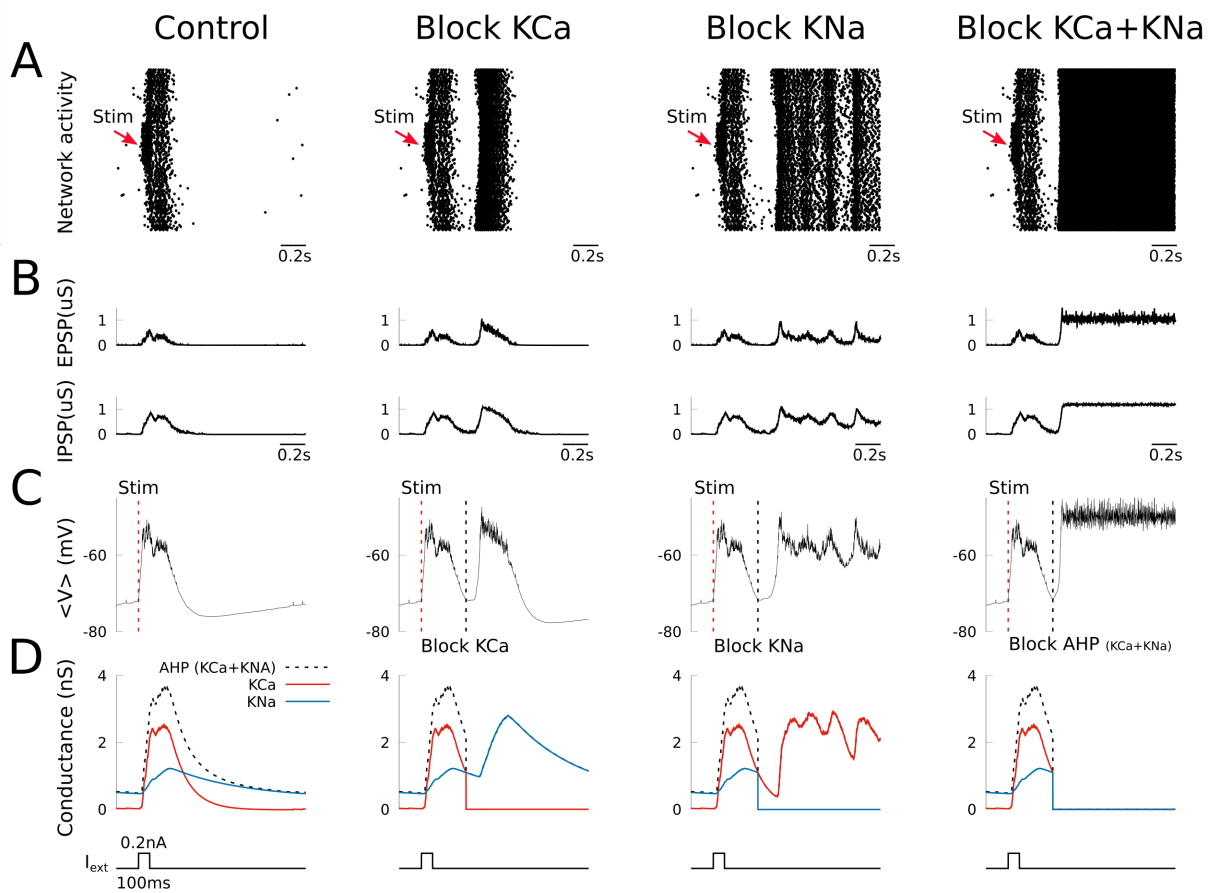 Control Block KCa Block KNa Block KCa+KNa
A
Network activity
Stim Stim Stim Stim
0.2s 0.2s 0.2s 0.2s
B
EPSP(uS)
1 1 1 1
0 0 0 0
IPSP(uS)
1 1 1 1
0 0 0 0
0.2s 0.2s 0.2s 0.2s
C
Stim Stim Stim Stim
<V> (mV)
-60 -60 -60 -60
-80 -80 -80 -80
Block KCa Block KNa Block AHP (KCa+KNa)
D
Conductance (nS)
AHP (KCa+KNA)
KCa
KNa
4 4 4 4
2 2 2 2
0 0 0 0
0.2nA
Iext
100ms